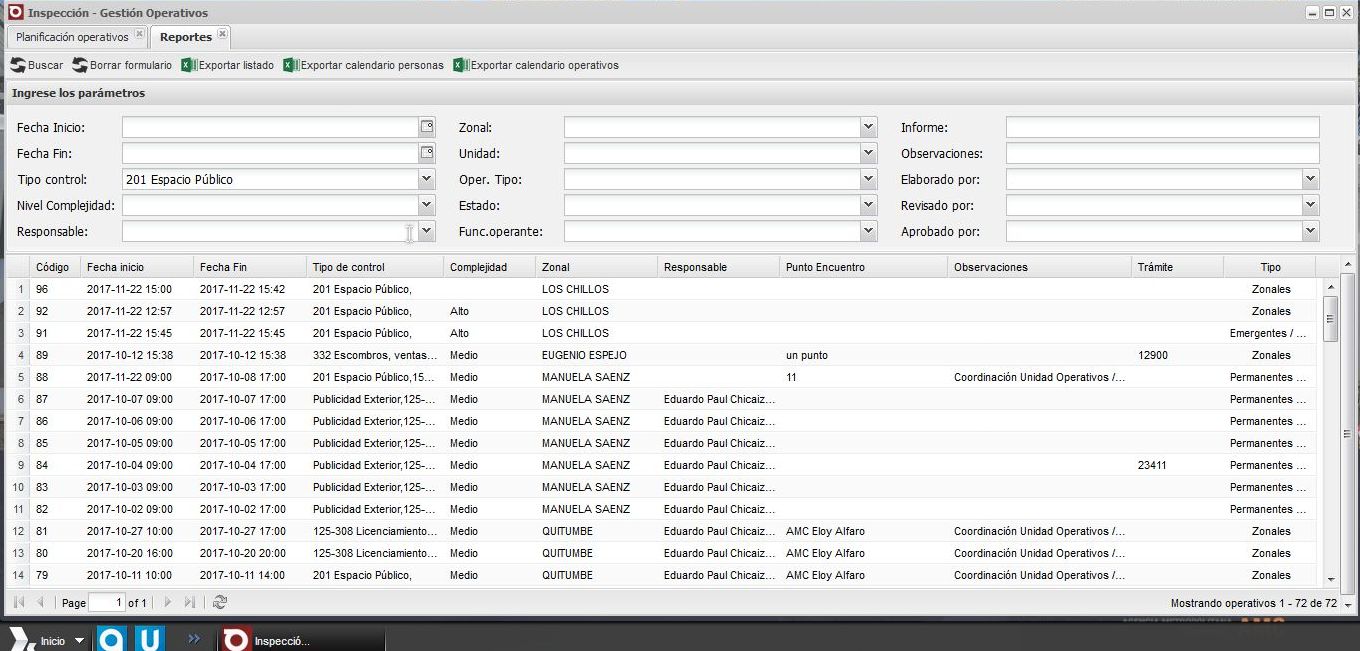 Inspección - Gestión Operativos
Planificación operativos Reportes
Buscar Borrar formulario Exportar listado Exportar calendario personas Exportar calendario operativos
Ingrese los parámetros
Fecha Inicio: Zonal: Informe:
Fecha Fin: Unidad: Observaciones:
Tipo control: 201 Espacio Público Oper. Tipo: Elaborado por:
Nivel Complejidad: Estado: Revisado por:
Responsable: Func.operante: Aprobado por:
Código Fecha inicio Fecha Fin Tipo de control Complejidad Zonal Responsable Punto Encuentro Observaciones Trámite Tipo
1 96 2017-11-22 15:00 2017-11-22 15:42 201 Espacio Público, LOS CHILLOS Zonales
2 92 2017-11-22 12:57 2017-11-22 12:57 201 Espacio Público, Alto LOS CHILLOS Zonales
3 91 2017-11-22 15:45 2017-11-22 15:45 201 Espacio Público, Alto LOS CHILLOS Emergentes / ...
4 89 2017-10-12 15:38 2017-10-12 15:38 332 Escombros, ventas... Medio EUGENIO ESPEJO un punto 12900 Zonales
5 88 2017-11-22 09:00 2017-10-08 17:00 201 Espacio Público,15... Medio MANUELA SAENZ 11 Coordinación Unidad Operativos /... Permanentes ...
6 87 2017-10-07 09:00 2017-10-07 17:00 Publicidad Exterior,125-... Medio MANUELA SAENZ Eduardo Paul Chicaiz... Permanentes ...
7 86 2017-10-06 09:00 2017-10-06 17:00 Publicidad Exterior,125-... Medio MANUELA SAENZ Eduardo Paul Chicaiz... Permanentes ...
8 85 2017-10-05 09:00 2017-10-05 17:00 Publicidad Exterior,125-... Medio MANUELA SAENZ Eduardo Paul Chicaiz... Permanentes ...
9 84 2017-10-04 09:00 2017-10-04 17:00 Publicidad Exterior,125-... Medio MANUELA SAENZ Eduardo Paul Chicaiz... 23411 Permanentes ...
10 83 2017-10-03 09:00 2017-10-03 17:00 Publicidad Exterior,125-... Medio MANUELA SAENZ Eduardo Paul Chicaiz... Permanentes ...
11 82 2017-10-02 09:00 2017-10-02 17:00 Publicidad Exterior,125-... Medio MANUELA SAENZ Eduardo Paul Chicaiz... Permanentes ...
12 81 2017-10-27 10:00 2017-10-27 17:00 125-308 Licenciamiento... Medio QUITUMBE Eduardo Paul Chicaiz... AMC Eloy Alfaro Coordinación Unidad Operativos /... Zonales
13 80 2017-10-20 16:00 2017-10-20 20:00 125-308 Licenciamiento... Medio QUITUMBE Eduardo Paul Chicaiz... AMC Eloy Alfaro Coordinación Unidad Operativos /... Zonales
14 79 2017-10-11 10:00 2017-10-11 14:00 201 Espacio Público, Medio QUITUMBE Eduardo Paul Chicaiz... AMC Eloy Alfaro Coordinación Unidad Operativos /... Zonales
Page 1 of 1 Mostrando operativos 1 - 72 de 72
Inicio Inspecció...